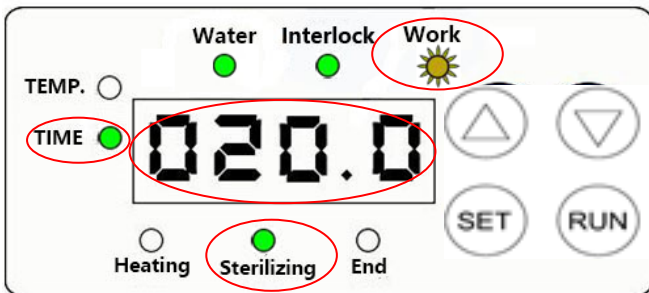 Water Interlock Work
TEMP.
TIME
020.0
SET RUN
Heating Sterilizing End